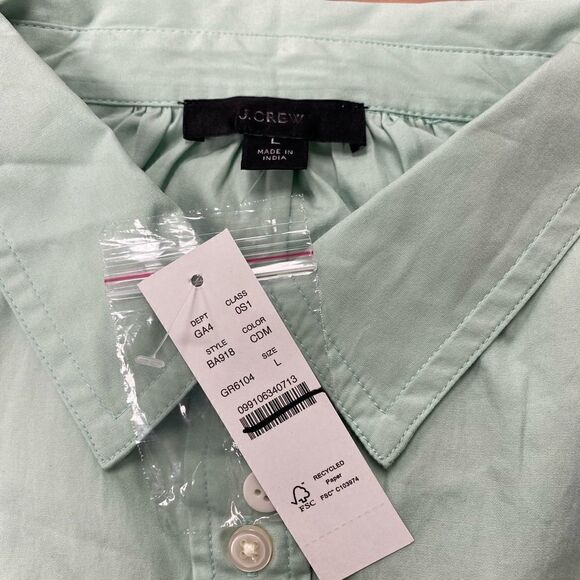 J.CREW
L
MADE IN
INDIA
DEPT CLASS
GA4 0S1
STYLE COLOR SIZE
BA918 CDM L
GR6104
099106340713
RECYCLED
Paper
FSC™ C103974
FSC